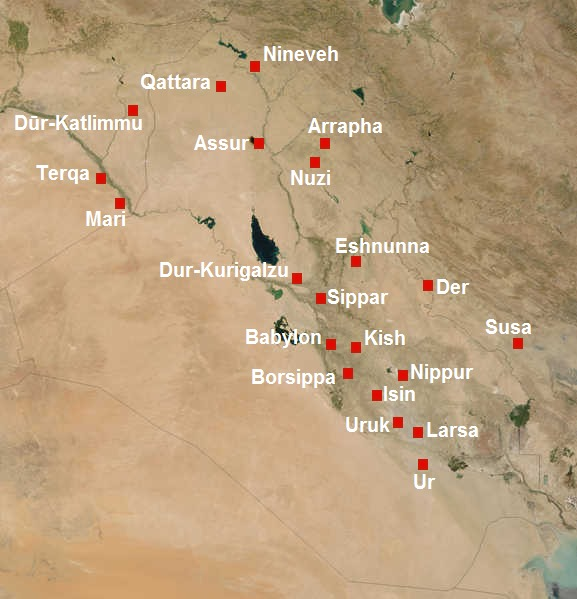 Nineveh
Qattara
Dūr-Katlimmu
Arrapha
Assur
Terqa
Nuzi
Mari
Eshnunna
Dur-Kurigalzu
Der
Sippar
Susa
Babylon
Kish
Borsippa
Nippur
Isin
Uruk
Larsa
Ur